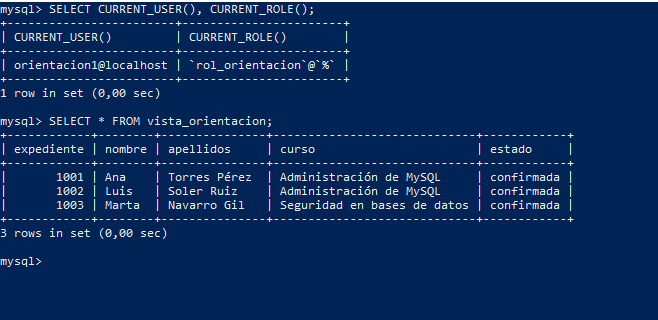 mysql> SELECT CURRENT_USER(), CURRENT_ROLE();
+------------------------+-----------------------+
| CURRENT_USER()         | CURRENT_ROLE()        |
+------------------------+-----------------------+
| orientacion1@localhost | `rol_orientacion`@`%` |
+------------------------+-----------------------+
1 row in set (0,00 sec)

mysql> SELECT * FROM vista_orientacion;
+------------+--------+--------------+----------------------------+------------+
| expediente | nombre | apellidos    | curso                      | estado     |
+------------+--------+--------------+----------------------------+------------+
|       1001 | Ana    | Torres Pérez | Administración de MySQL    | confirmada |
|       1002 | Luis   | Soler Ruiz   | Administración de MySQL    | confirmada |
|       1003 | Marta  | Navarro Gil  | Seguridad en bases de datos | confirmada |
+------------+--------+--------------+----------------------------+------------+
3 rows in set (0,00 sec)

mysql>